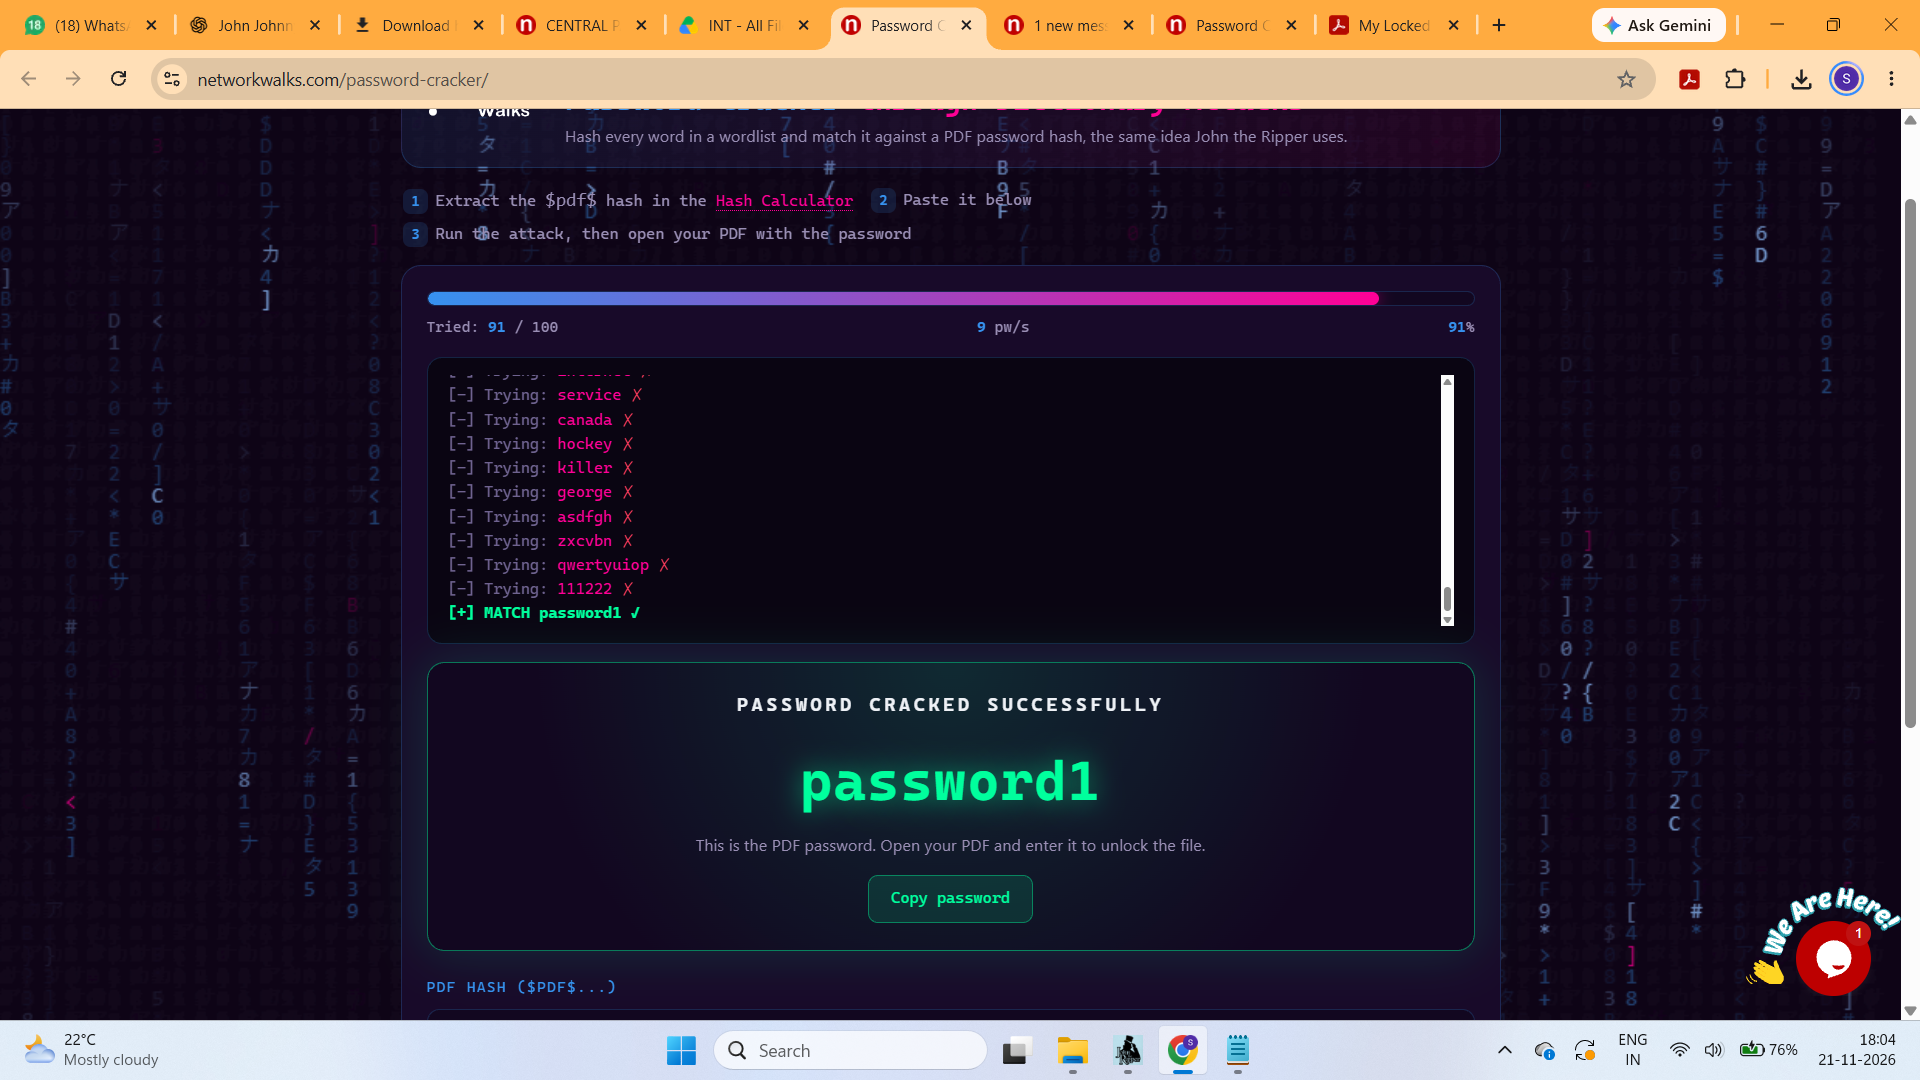 (18) Whats
John Johnn
Download
CENTRAL P
INT - All Fil
Password C
1 new mes
Password C
My Locked
Ask Gemini
networkwalks.com/password-cracker/
S
Walks
Hash every word in a wordlist and match it against a PDF password hash, the same idea John the Ripper uses.
1 Extract the $pdf$ hash in the Hash Calculator 2 Paste it below
3 Run the attack, then open your PDF with the password
Tried: 91 / 100 9 pw/s 91%
[−] Trying: service ✗
[−] Trying: canada ✗
[−] Trying: hockey ✗
[−] Trying: killer ✗
[−] Trying: george ✗
[−] Trying: asdfgh ✗
[−] Trying: zxcvbn ✗
[−] Trying: qwertyuiop ✗
[−] Trying: 111222 ✗
[+] MATCH password1 ✓
PASSWORD CRACKED SUCCESSFULLY
password1
This is the PDF password. Open your PDF and enter it to unlock the file.
Copy password
PDF HASH ($PDF$...)
We Are Here!
1
22°C
Mostly cloudy
Search
ENG
IN
76%
18:04
21-11-2026